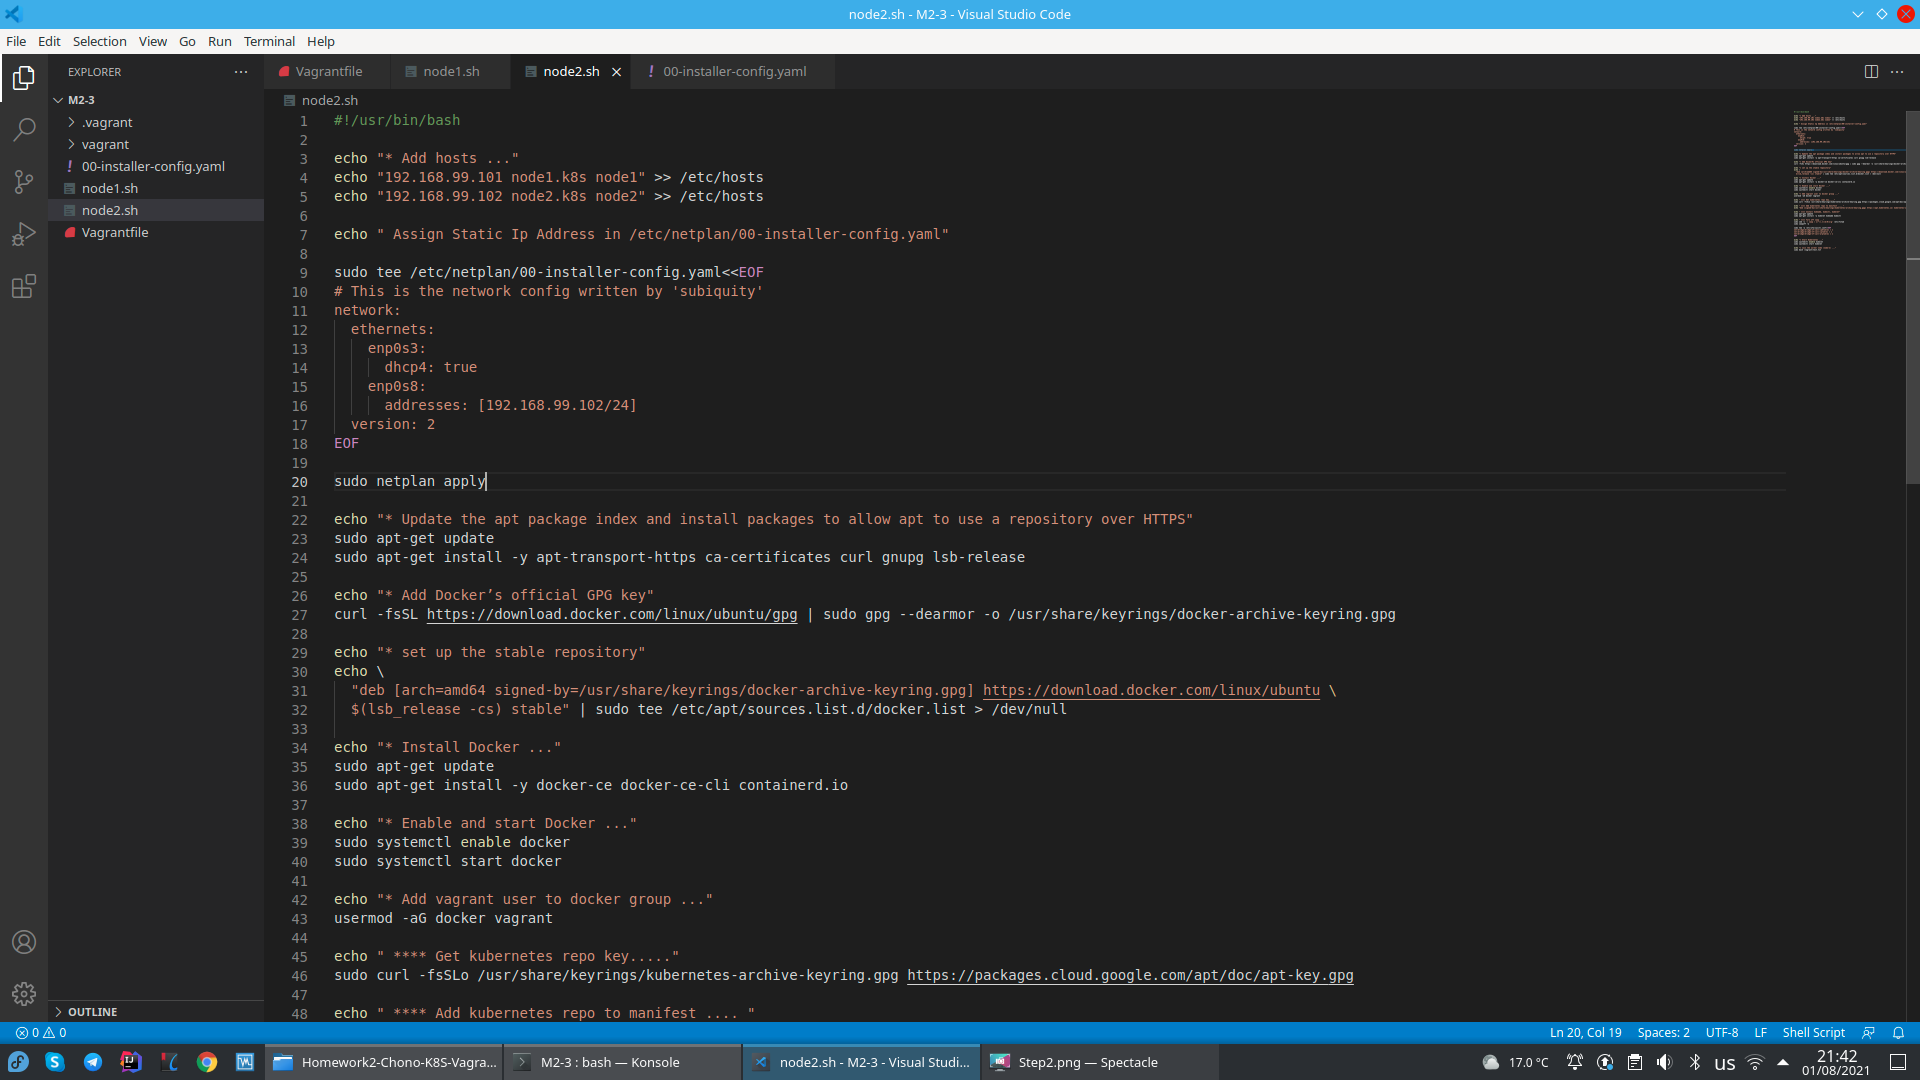 node2.sh - M2-3 - Visual Studio Code
File Edit Selection View Go Run Terminal Help
EXPLORER
M2-3
.vagrant
vagrant
! 00-installer-config.yaml
node1.sh
node2.sh
Vagrantfile
OUTLINE
Vagrantfile node1.sh node2.sh ! 00-installer-config.yaml
node2.sh
1 #!/usr/bin/bash
2
3 echo "* Add hosts ..."
4 echo "192.168.99.101 node1.k8s node1" >> /etc/hosts
5 echo "192.168.99.102 node2.k8s node2" >> /etc/hosts
6
7 echo " Assign Static Ip Address in /etc/netplan/00-installer-config.yaml"
8
9 sudo tee /etc/netplan/00-installer-config.yaml<<EOF
10 # This is the network config written by 'subiquity'
11 network:
12 ethernets:
13 enp0s3:
14 dhcp4: true
15 enp0s8:
16 addresses: [192.168.99.102/24]
17 version: 2
18 EOF
19
20 sudo netplan apply
21
22 echo "* Update the apt package index and install packages to allow apt to use a repository over HTTPS"
23 sudo apt-get update
24 sudo apt-get install -y apt-transport-https ca-certificates curl gnupg lsb-release
25
26 echo "* Add Docker’s official GPG key"
27 curl -fsSL https://download.docker.com/linux/ubuntu/gpg | sudo gpg --dearmor -o /usr/share/keyrings/docker-archive-keyring.gpg
28
29 echo "* set up the stable repository"
30 echo \
31 "deb [arch=amd64 signed-by=/usr/share/keyrings/docker-archive-keyring.gpg] https://download.docker.com/linux/ubuntu \
32 $(lsb_release -cs) stable" | sudo tee /etc/apt/sources.list.d/docker.list > /dev/null
33
34 echo "* Install Docker ..."
35 sudo apt-get update
36 sudo apt-get install -y docker-ce docker-ce-cli containerd.io
37
38 echo "* Enable and start Docker ..."
39 sudo systemctl enable docker
40 sudo systemctl start docker
41
42 echo "* Add vagrant user to docker group ..."
43 usermod -aG docker vagrant
44
45 echo " **** Get kubernetes repo key....."
46 sudo curl -fsSLo /usr/share/keyrings/kubernetes-archive-keyring.gpg https://packages.cloud.google.com/apt/doc/apt-key.gpg
47
48 echo " **** Add kubernetes repo to manifest .... "
0 0 Ln 20, Col 19 Spaces: 2 UTF-8 LF Shell Script
Homework2-Chono-K8S-Vagra... M2-3 : bash — Konsole node2.sh - M2-3 - Visual Studi... Step2.png — Spectacle 17.0 °C us 21:42
01/08/2021